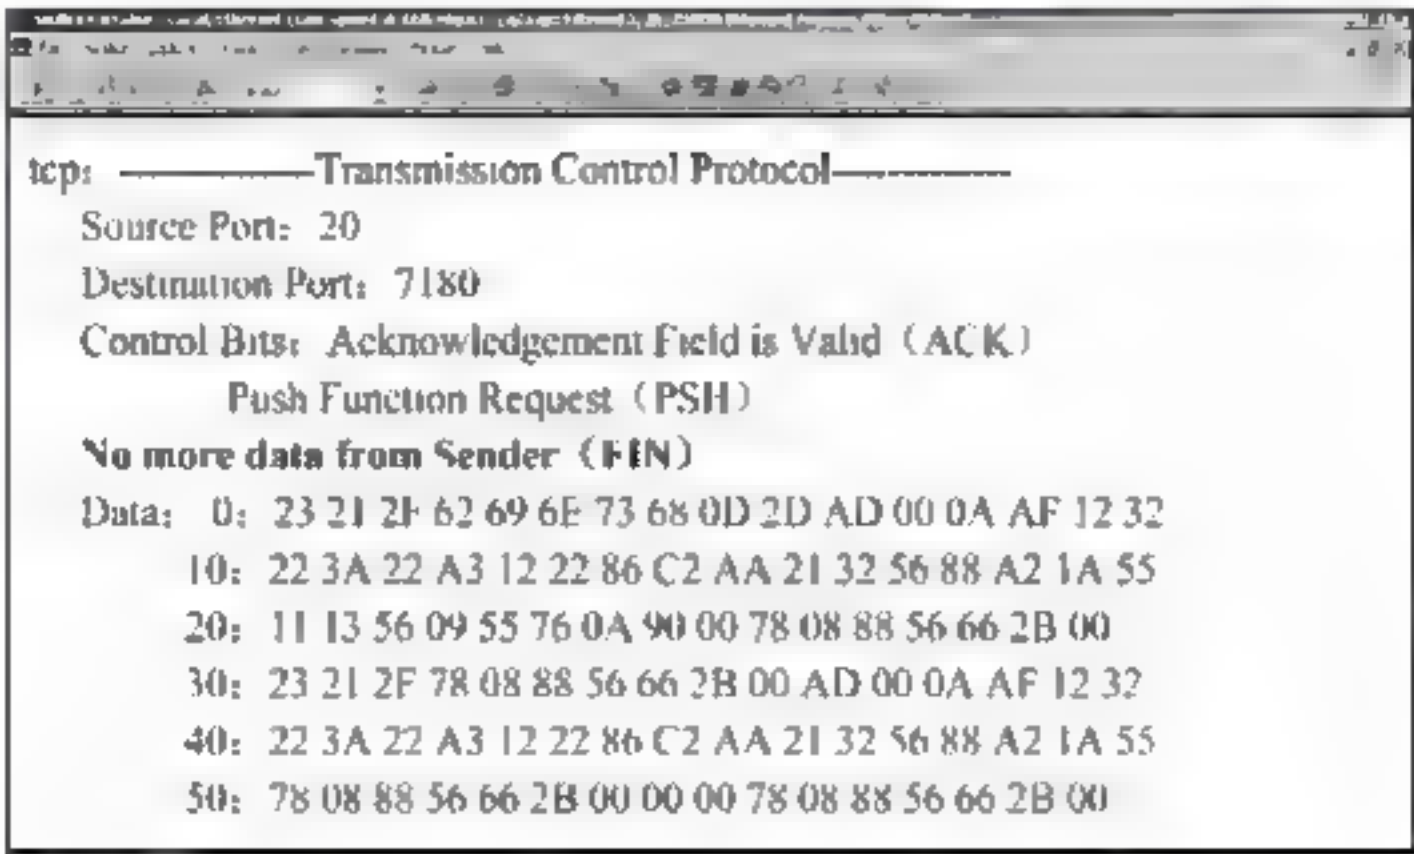 tcp： ————Transmission Control Protocol————
Source Port： 20
Destination Port： 7180
Control Bits： Acknowledgement Field is Valid（ACK）
Push Function Request（PSH）
No more data from Sender（FIN）
Data： 0：23 21 2F 62 69 6E 73 68 0D 2D AD 00 0A AF 12 32
10：22 3A 22 A3 12 22 86 C2 AA 21 32 56 88 A2 1A 55
20：11 13 56 09 55 76 0A 90 00 78 08 88 56 66 2B 00
30：23 21 2F 78 08 88 56 66 2B 00 AD 00 0A AF 12 32
40：22 3A 22 A3 12 22 86 C2 AA 21 32 56 88 A2 1A 55
50：78 08 88 56 66 2B 00 00 00 78 08 88 56 66 2B 00